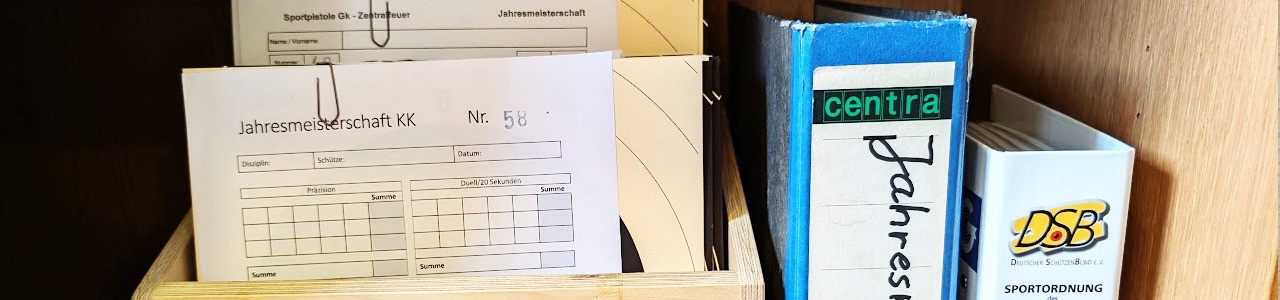 Sportpistole Gk - Zentralfeuer Jahresmeisterschaft
Name / Vorname
Jahresmeisterschaft KK Nr. 58
Disziplin: Schütze: Datum:
Präzision Duell/20 Sekunden
Summe Summe
Summe Summe
centra
DSB
DEUTSCHER SCHÜTZENBUND E.V.
SPORTORDNUNG
des